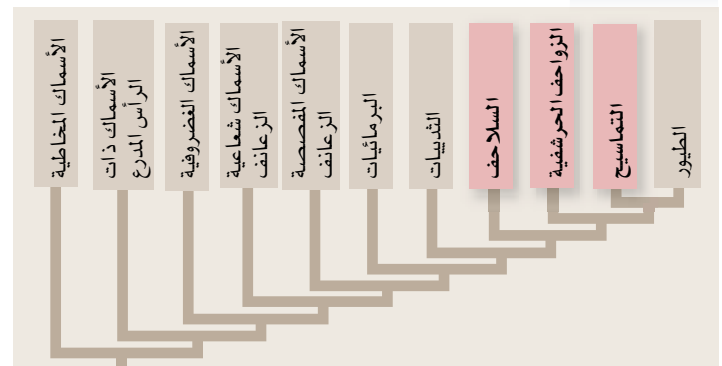 الأسماك المخاطية
الأسماك ذات
الرأس المدرع
الأسماك الغضروفية
الأسماك شعاعية
الزعانف
الأسماك المفصصة
الزعانف
البرمائيات
الثدييات
السلاحف
الزواحف الحرشفية
التماسيح
الطيور